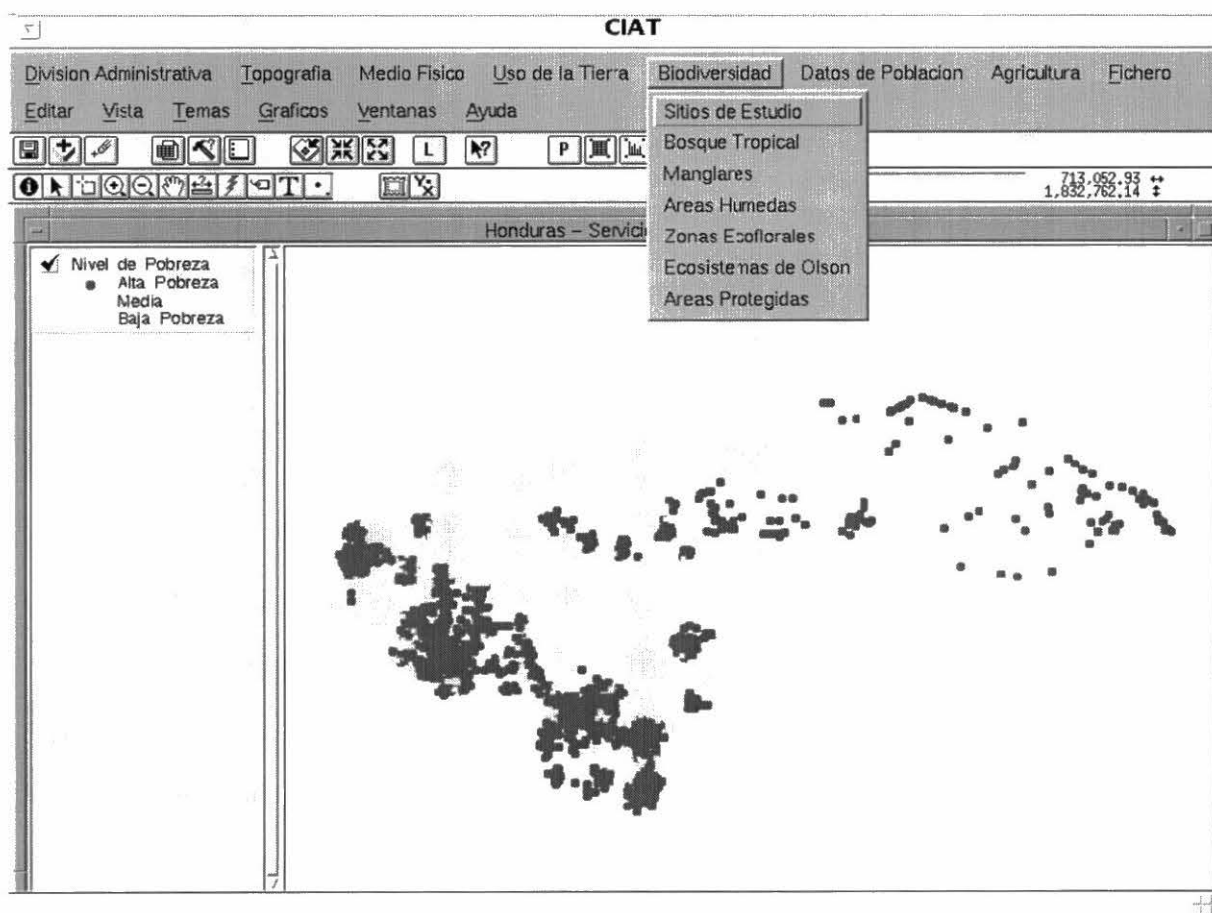 CIAT
Division Administrativa Topografia Medio Fisico Uso de la Tierra Biodiversidad Datos de Poblacion Agricultura Fichero
Editar Vista Temas Graficos Ventanas Ayuda
Sitios de Estudio
Bosque Tropical
Manglares
Areas Humedas
Zonas Ecoflorales
Ecosistemas de Olson
Areas Protegidas
L P
T
713,052.93
1,832,762.14
Honduras – Servici
Nivel de Pobreza
Alta Pobreza
Media
Baja Pobreza